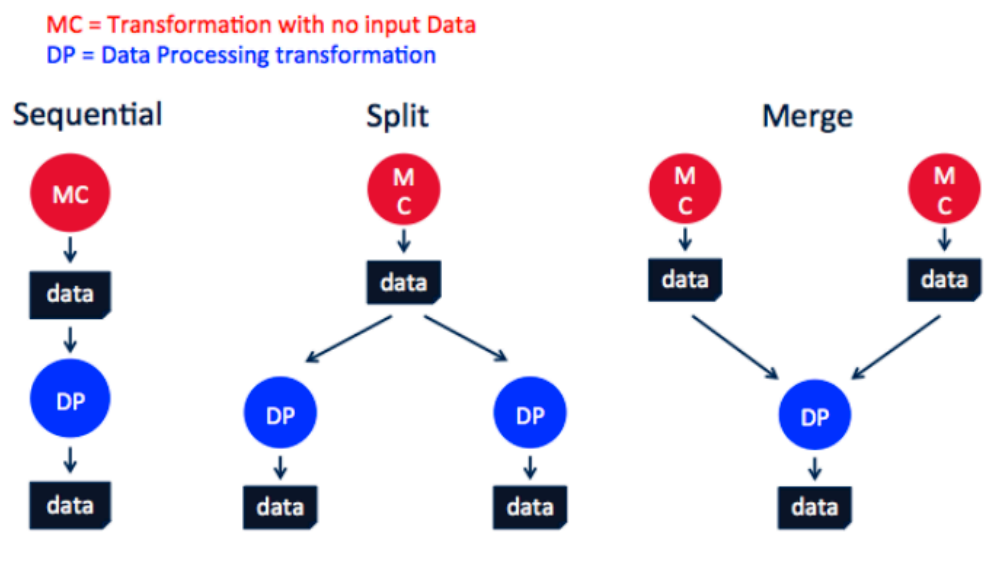 MC = Transformation with no input Data
DP = Data Processing transformation
Sequential
MC
data
DP
data
Split
M
C
data
DP
data
DP
data
Merge
M
C
data
M
C
data
DP
data